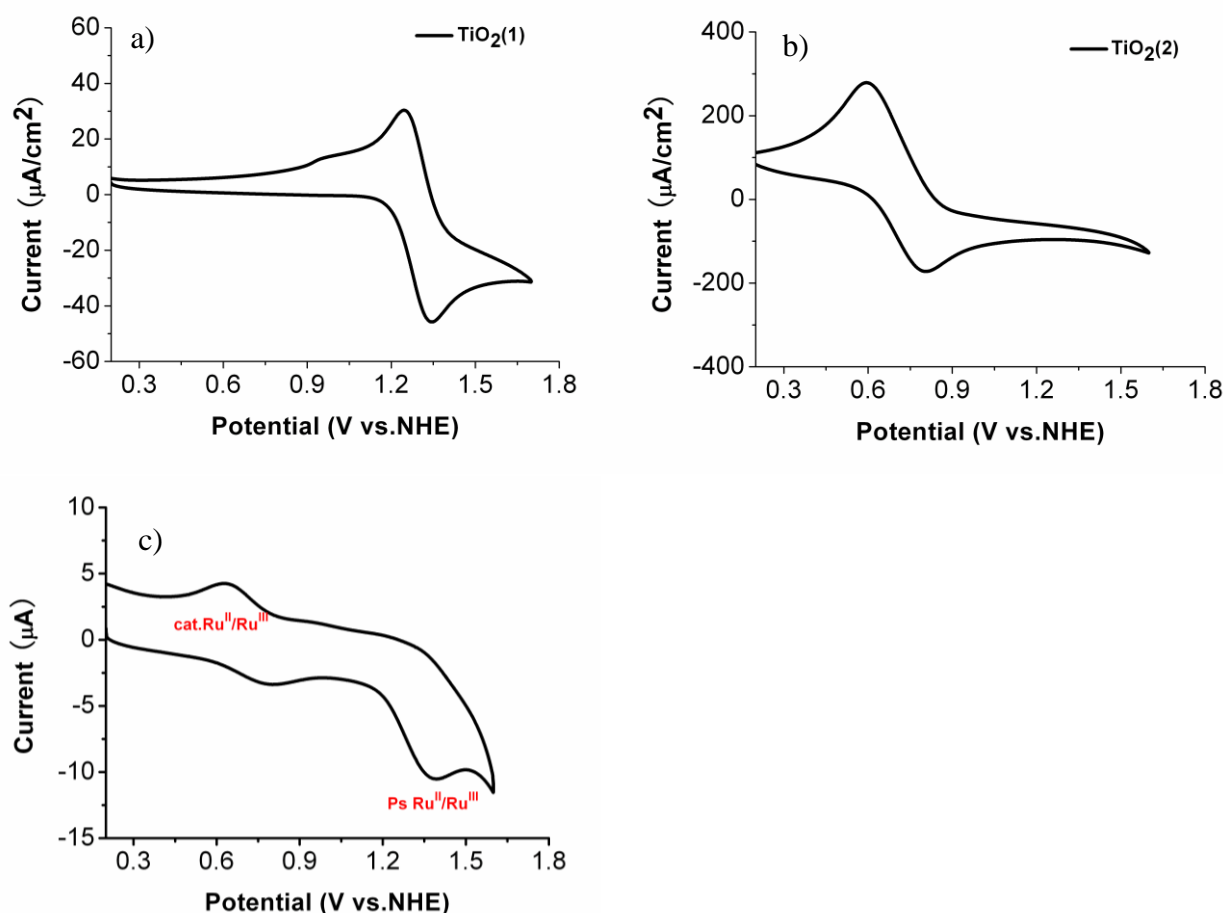 a)
TiO₂(1)
60
40
20
0
-20
-40
-60
Current (μA/cm²)
0.3 0.6 0.9 1.2 1.5 1.8
Potential (V vs.NHE)
b)
TiO₂(2)
400
200
0
-200
-400
Current (μA/cm²)
0.3 0.6 0.9 1.2 1.5 1.8
Potential (V vs.NHE)
c)
10
5
0
-5
-10
-15
Current (μA)
cat.Ruᴵᴵ/Ruᴵᴵᴵ
Ps Ruᴵᴵ/Ruᴵᴵᴵ
0.3 0.6 0.9 1.2 1.5 1.8
Potential (V vs.NHE)